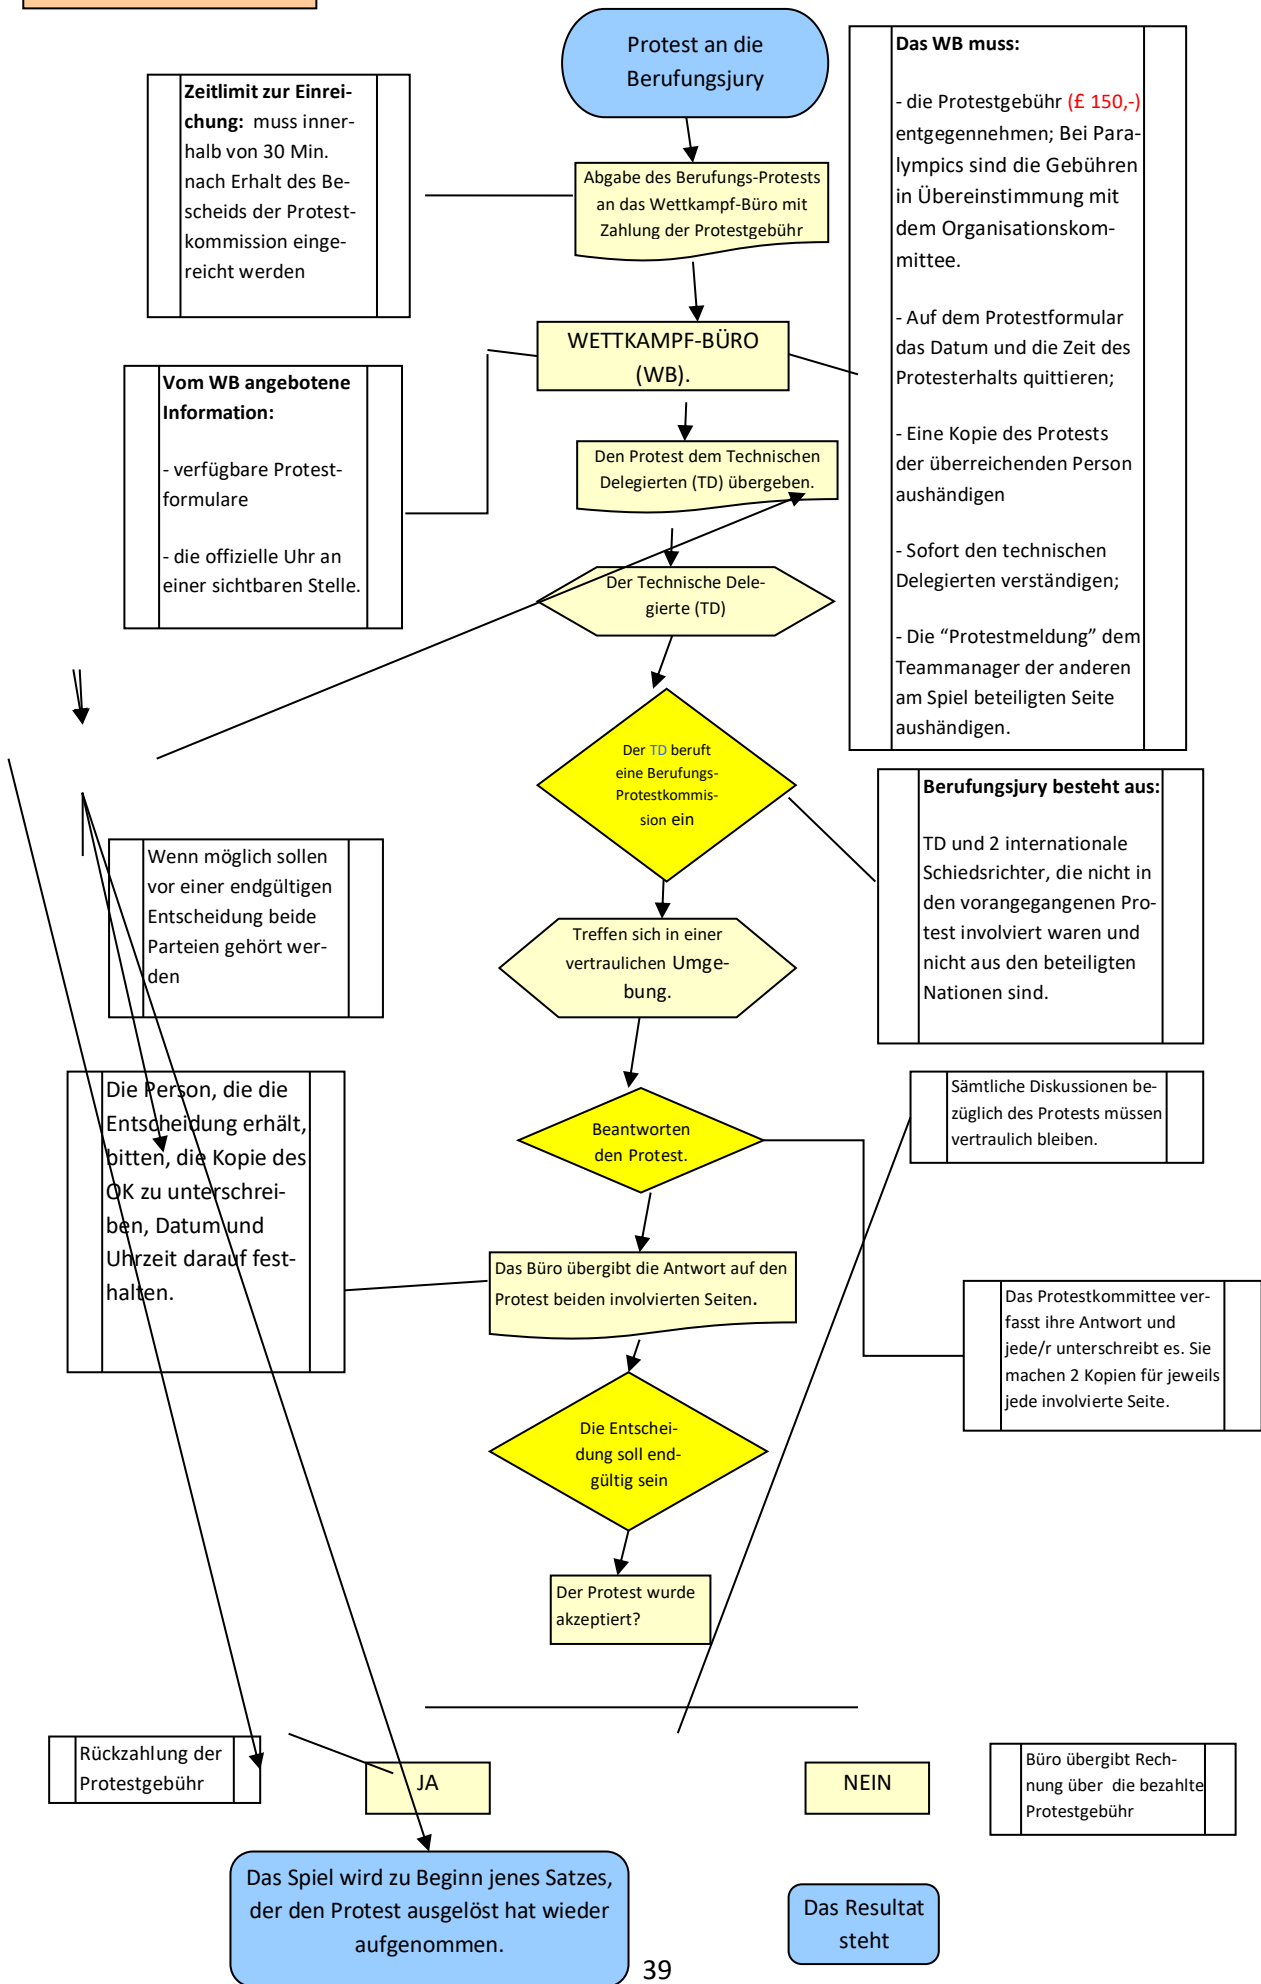 Protest an die
Berufungsjury
Zeitlimit zur Einrei-
chung: muss inner-
halb von 30 Min.
nach Erhalt des Be-
scheids der Protest-
kommission einge-
reicht werden
Abgabe des Berufungs-Protests
an das Wettkampf-Büro mit
Zahlung der Protestgebühr
Das WB muss:
- die Protestgebühr (£ 150,-)
entgegennehmen; Bei Para-
lympics sind die Gebühren
in Übereinstimmung mit
dem Organisationskom-
mittee.
- Auf dem Protestformular
das Datum und die Zeit des
Protesterhalts quittieren;
- Eine Kopie des Protests
der überreichenden Person
aushändigen
- Sofort den technischen
Delegierten verständigen;
- Die “Protestmeldung” dem
Teammanager der anderen
am Spiel beteiligten Seite
aushändigen.
WETTKAMPF-BÜRO
(WB).
Vom WB angebotene
Information:
- verfügbare Protest-
formulare
- die offizielle Uhr an
einer sichtbaren Stelle.
Den Protest dem Technischen
Delegierten (TD) übergeben.
Der Technische Dele-
gierte (TD)
Der TD beruft
eine Berufungs-
Protestkommis-
sion ein
Berufungsjury besteht aus:
TD und 2 internationale
Schiedsrichter, die nicht in
den vorangegangenen Pro-
test involviert waren und
nicht aus den beteiligten
Nationen sind.
Wenn möglich sollen
vor einer endgültigen
Entscheidung beide
Parteien gehört wer-
den
Treffen sich in einer
vertraulichen Umge-
bung.
Die Person, die die
Entscheidung erhält,
bitten, die Kopie des
OK zu unterschrei-
ben, Datum und
Uhrzeit darauf fest-
halten.
Beantworten
den Protest.
Sämtliche Diskussionen be-
züglich des Protests müssen
vertraulich bleiben.
Das Büro übergibt die Antwort auf den
Protest beiden involvierten Seiten.
Das Protestkommittee ver-
fasst ihre Antwort und
jede/r unterschreibt es. Sie
machen 2 Kopien für jeweils
jede involvierte Seite.
Die Entschei-
dung soll end-
gültig sein
Der Protest wurde
akzeptiert?
Rückzahlung der
Protestgebühr
JA
NEIN
Büro übergibt Rech-
nung über die bezahlte
Protestgebühr
Das Spiel wird zu Beginn jenes Satzes,
der den Protest ausgelöst hat wieder
aufgenommen.
Das Resultat
steht
39